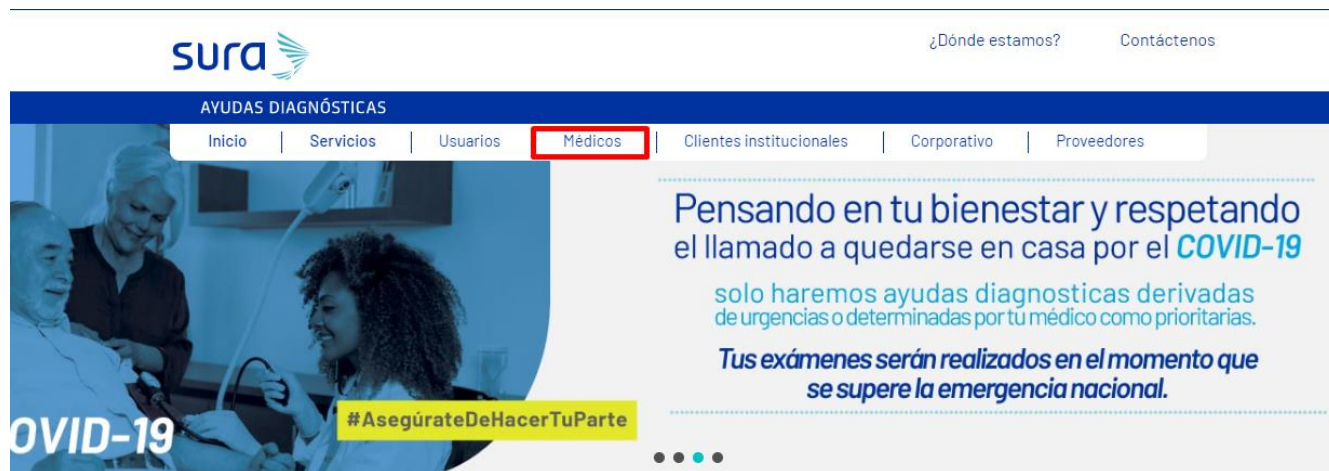 sura
¿Dónde estamos? Contáctenos
AYUDAS DIAGNÓSTICAS
Inicio Servicios Usuarios Médicos Clientes institucionales Corporativo Proveedores
Pensando en tu bienestar y respetando
el llamado a quedarse en casa por el COVID-19
solo haremos ayudas diagnosticas derivadas
de urgencias o determinadas por tu médico como prioritarias.
Tus exámenes serán realizados en el momento que
se supere la emergencia nacional.
#AsegúrateDeHacerTuParte
OVID-19